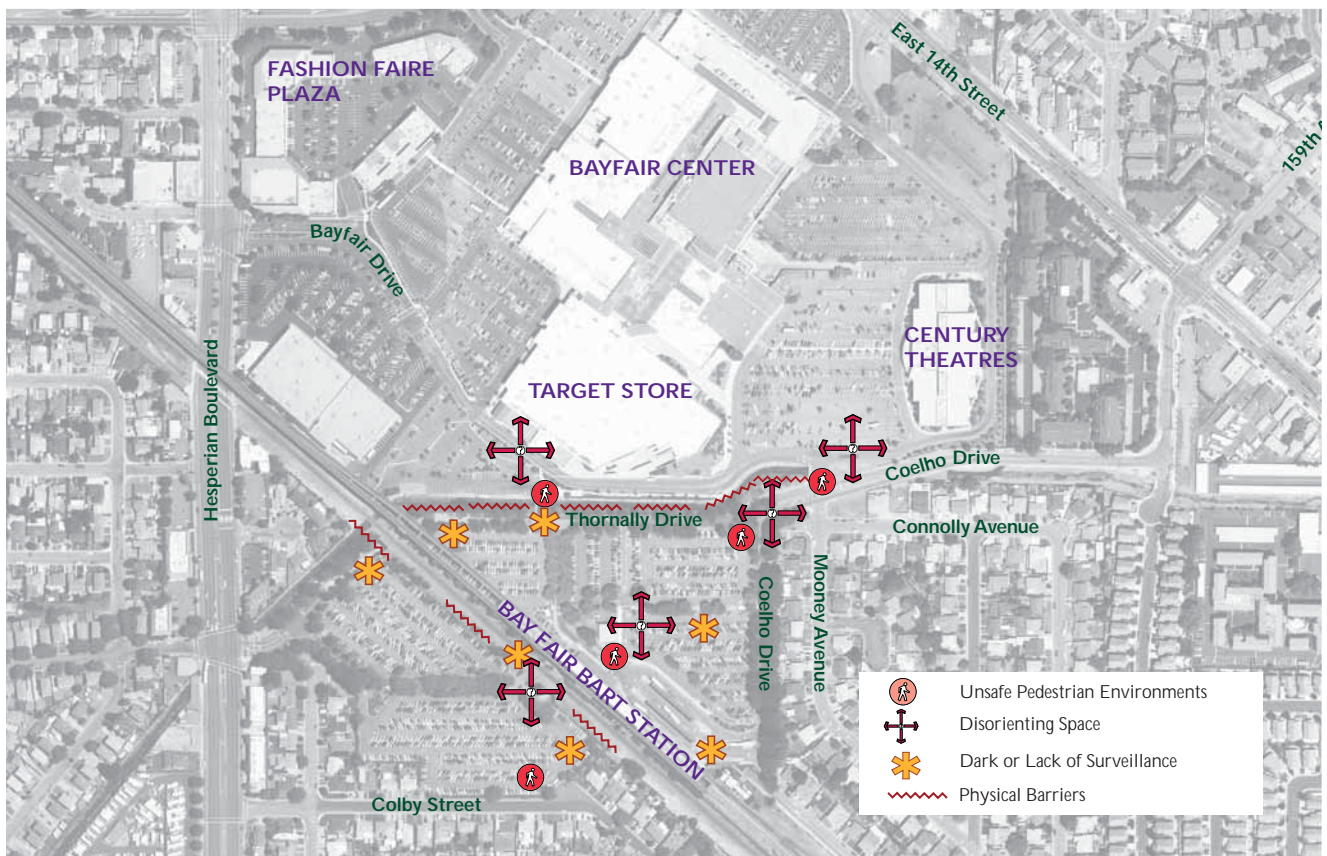 FASHION FAIRE
PLAZA
East 14th Street
159th A
BAYFAIR CENTER
Bayfair Drive
CENTURY
THEATRES
Hesperian Boulevard
TARGET STORE
Coelho Drive
Thornally Drive
Connolly Avenue
Mooney Avenue
Coelho Drive
BAY FAIR BART STATION
Colby Street
Unsafe Pedestrian Environments
Disorienting Space
Dark or Lack of Surveillance
Physical Barriers
?
?
?
?
?